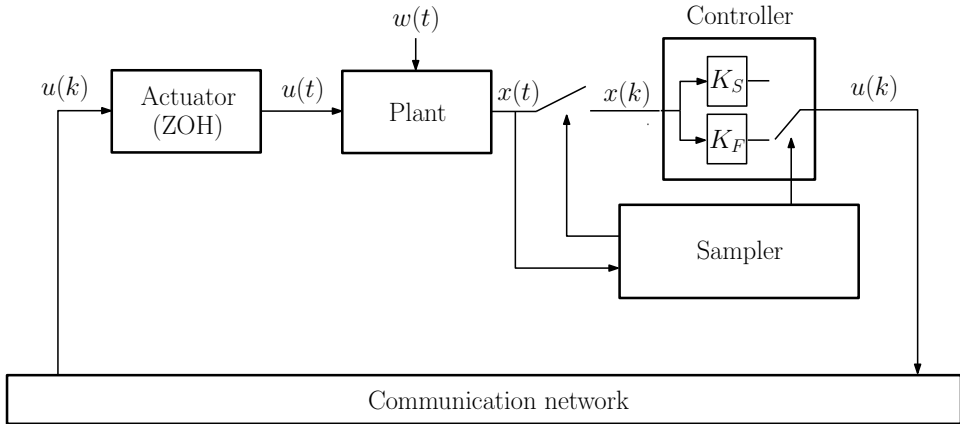 w(t)
Controller
u(k)
Actuator
(ZOH)
u(t)
Plant
x(t)
x(k)
K_S
K_F
u(k)
Sampler
Communication network